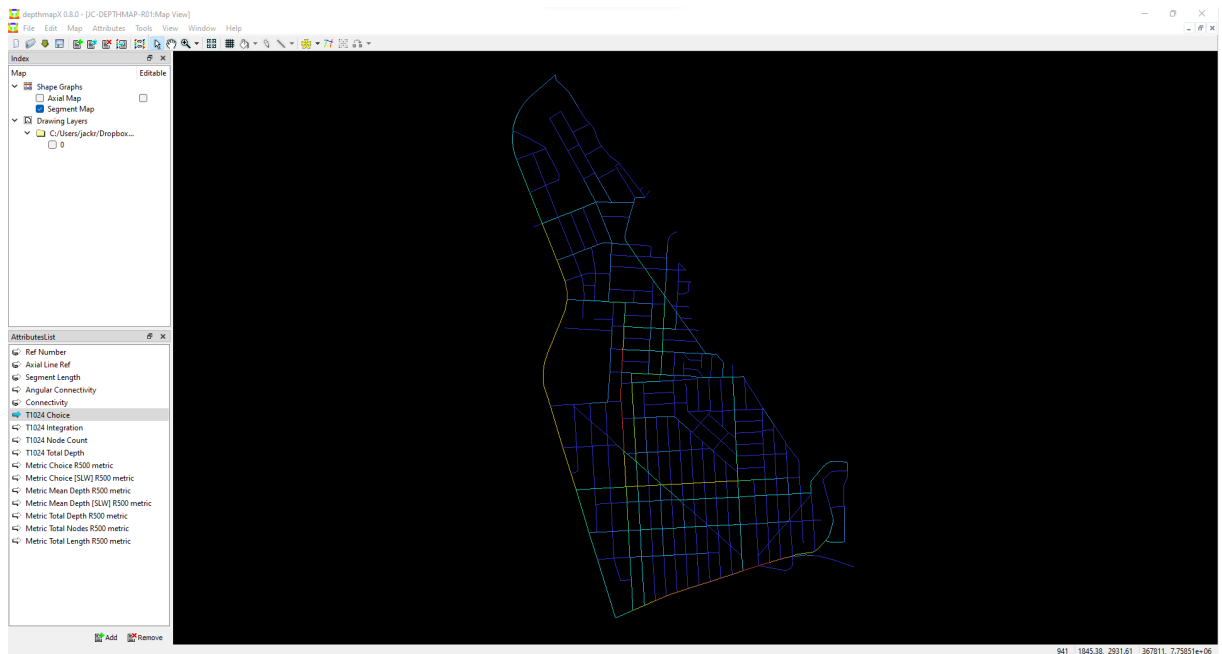 depthmapX 0.8.0 - [JC-DEPTHMAP-R01:Map View]
File Edit Map Attributes Tools View Window Help
Index
Map Editable
Shape Graphs
Axial Map
Segment Map
Drawing Layers
C:/Users/jackr/Dropbox...
0
AttributesList
Ref Number
Axial Line Ref
Segment Length
Angular Connectivity
Connectivity
T1024 Choice
T1024 Integration
T1024 Node Count
T1024 Total Depth
Metric Choice R500 metric
Metric Choice [SLW] R500 metric
Metric Mean Depth R500 metric
Metric Mean Depth [SLW] R500 metric
Metric Total Depth R500 metric
Metric Total Nodes R500 metric
Metric Total Length R500 metric
Add Remove
941 1845.38, 2931.61 367811, 7.75851e+06